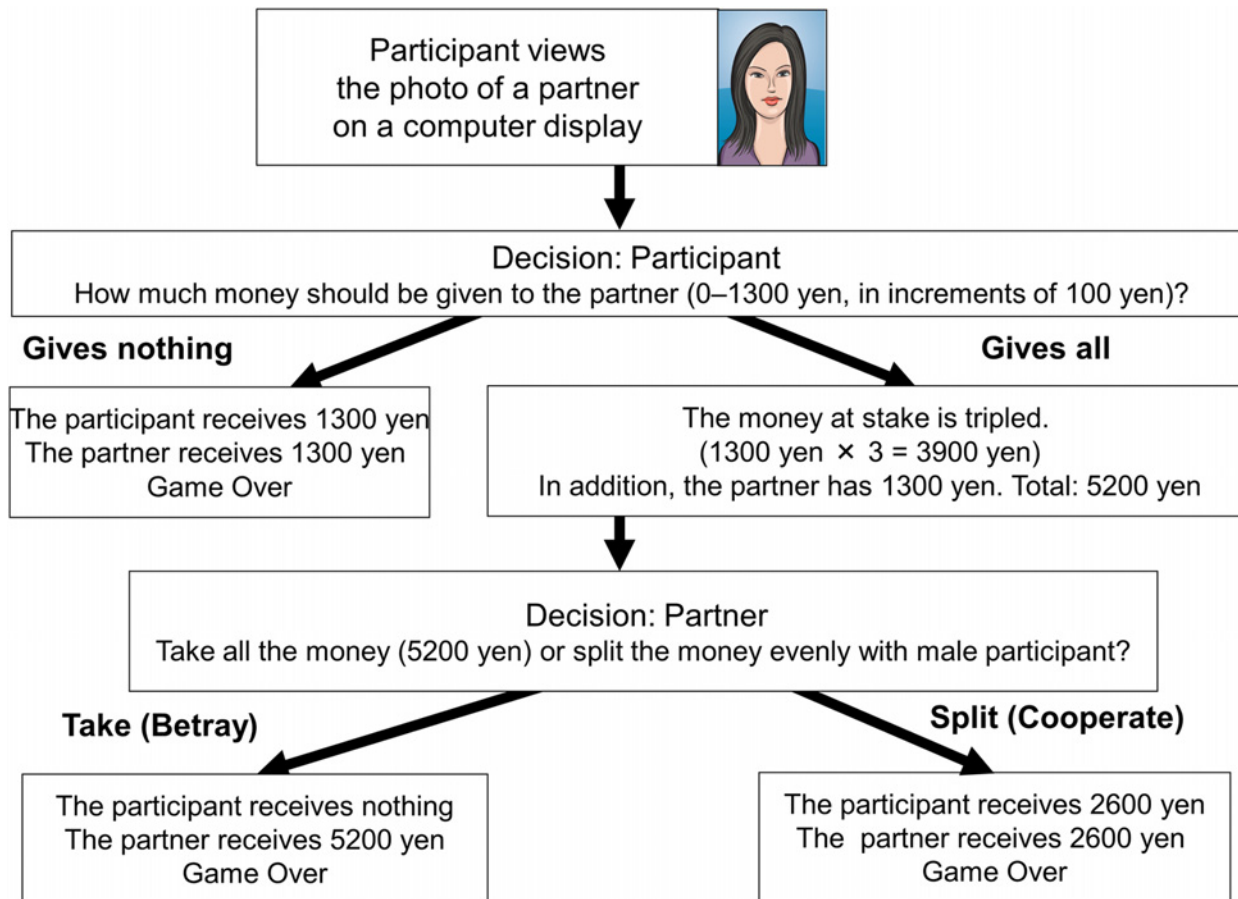 Participant views
the photo of a partner
on a computer display
Decision: Participant
How much money should be given to the partner (0–1300 yen, in increments of 100 yen)?
Gives nothing
Gives all
The participant receives 1300 yen
The partner receives 1300 yen
Game Over
The money at stake is tripled.
(1300 yen × 3 = 3900 yen)
In addition, the partner has 1300 yen. Total: 5200 yen
Decision: Partner
Take all the money (5200 yen) or split the money evenly with male participant?
Take (Betray)
Split (Cooperate)
The participant receives nothing
The partner receives 5200 yen
Game Over
The participant receives 2600 yen
The partner receives 2600 yen
Game Over